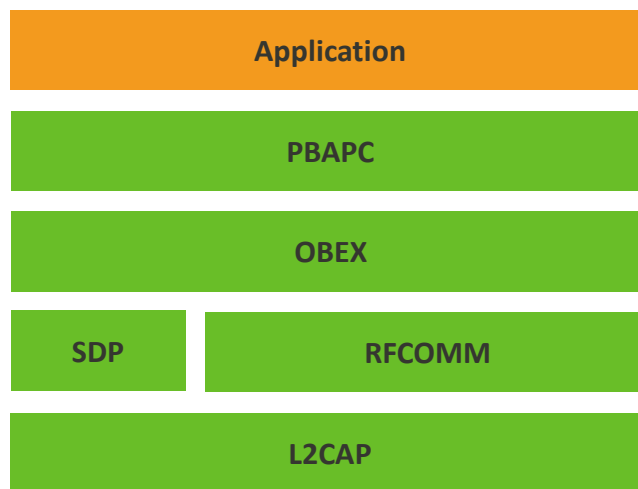 Application
PBAPC
OBEX
SDP
RFCOMM
L2CAP